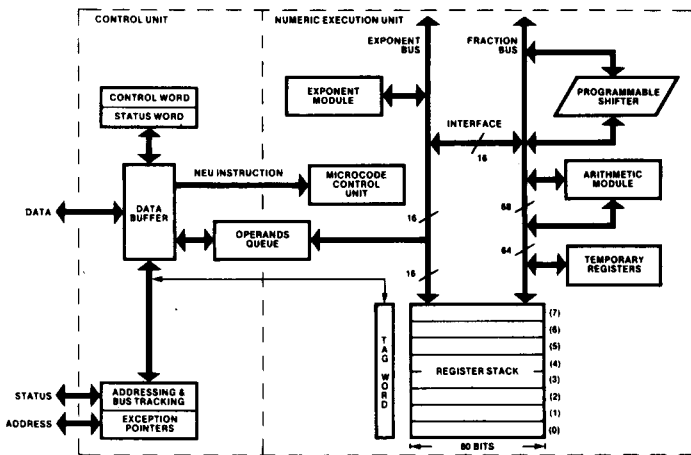 CONTROL UNIT
NUMERIC EXECUTION UNIT
EXPONENT
BUS
FRACTION
BUS
EXPONENT
MODULE
PROGRAMMABLE
SHIFTER
CONTROL WORD
STATUS WORD
INTERFACE
16
NEU INSTRUCTION
MICROCODE
CONTROL
UNIT
ARITHMETIC
MODULE
DATA
DATA
BUFFER
OPERANDS
QUEUE
16
68
64
16
TEMPORARY
REGISTERS
TAG WORD
REGISTER STACK
(7)
(6)
(5)
(4)
(3)
(2)
(1)
(0)
80 BITS
STATUS
ADDRESS
ADDRESSING &
BUS TRACKING
EXCEPTION
POINTERS